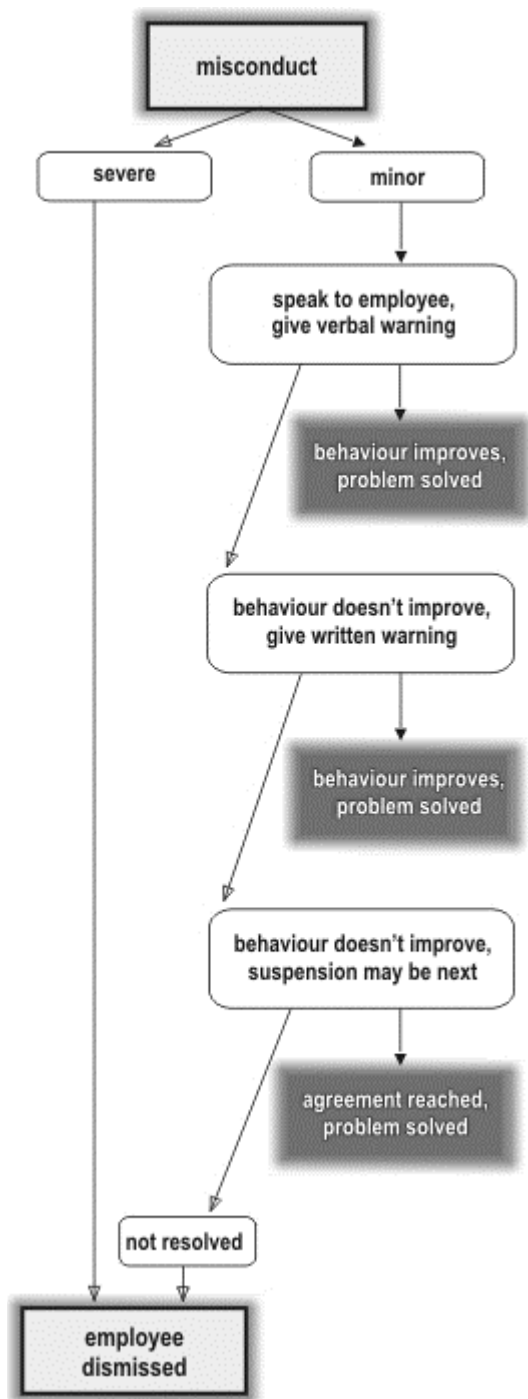 misconduct
severe
minor
speak to employee,
give verbal warning
behaviour improves,
problem solved
behaviour doesn't improve,
give written warning
behaviour improves,
problem solved
behaviour doesn't improve,
suspension may be next
agreement reached,
problem solved
not resolved
employee
dismissed